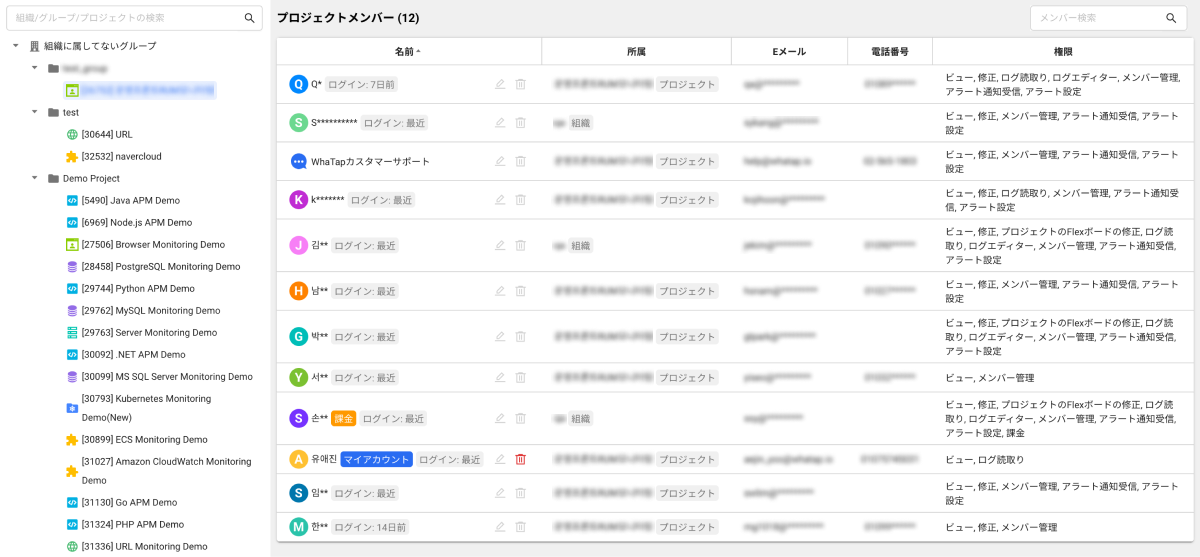 組織/グループ/プロジェクトの検索
組織に属してないグループ
test
[30644] URL
[32532] navercloud
Demo Project
[5490] Java APM Demo
[6969] Node.js APM Demo
[27506] Browser Monitoring Demo
[28458] PostgreSQL Monitoring Demo
[29744] Python APM Demo
[29762] MySQL Monitoring Demo
[29763] Server Monitoring Demo
[30092] .NET APM Demo
[30099] MS SQL Server Monitoring Demo
[30793] Kubernetes Monitoring
Demo(New)
[30899] ECS Monitoring Demo
[31027] Amazon CloudWatch Monitoring
Demo
[31130] Go APM Demo
[31324] PHP APM Demo
[31336] URL Monitoring Demo
プロジェクトメンバー (12)
メンバー検索
名前 所属 Eメール 電話番号 権限
Q Q* ログイン: 7日前 プロジェクト ビュー, 修正, ログ読取り, ログエディター, メンバー管理,
アラート通知受信, アラート設定
S S********** ログイン: 最近 組織 ビュー, 修正, メンバー管理, アラート通知受信, アラート
設定
WhaTapカスタマーサポート プロジェクト ビュー, 修正, メンバー管理, アラート通知受信, アラート
設定
K k******* ログイン: 最近 プロジェクト ビュー, 修正, ログ読取り, メンバー管理, アラート通知受
信, アラート設定
J 김** ログイン: 最近 組織 ビュー, 修正, プロジェクトのFlexボードの修正, ログ読
取り, ログエディター, メンバー管理, アラート通知受信,
アラート設定
H 남** ログイン: 最近 プロジェクト ビュー, 修正, メンバー管理, アラート通知受信, アラート
設定
G 박** ログイン: 最近 プロジェクト ビュー, 修正, プロジェクトのFlexボードの修正, ログ読
取り, ログエディター, メンバー管理, アラート通知受信,
アラート設定
Y 서** ログイン: 最近 プロジェクト ビュー, メンバー管理
S 손** 課金 ログイン: 最近 組織 ビュー, 修正, プロジェクトのFlexボードの修正, ログ読
取り, ログエディター, メンバー管理, アラート通知受信,
アラート設定, 課金
A 유애진 マイアカウント ログイン: 最近 プロジェクト ビュー, ログ読取り
S 임** ログイン: 最近 プロジェクト ビュー, 修正, メンバー管理, アラート通知受信, アラート
設定
M 한** ログイン: 14日前 プロジェクト ビュー, 修正, メンバー管理